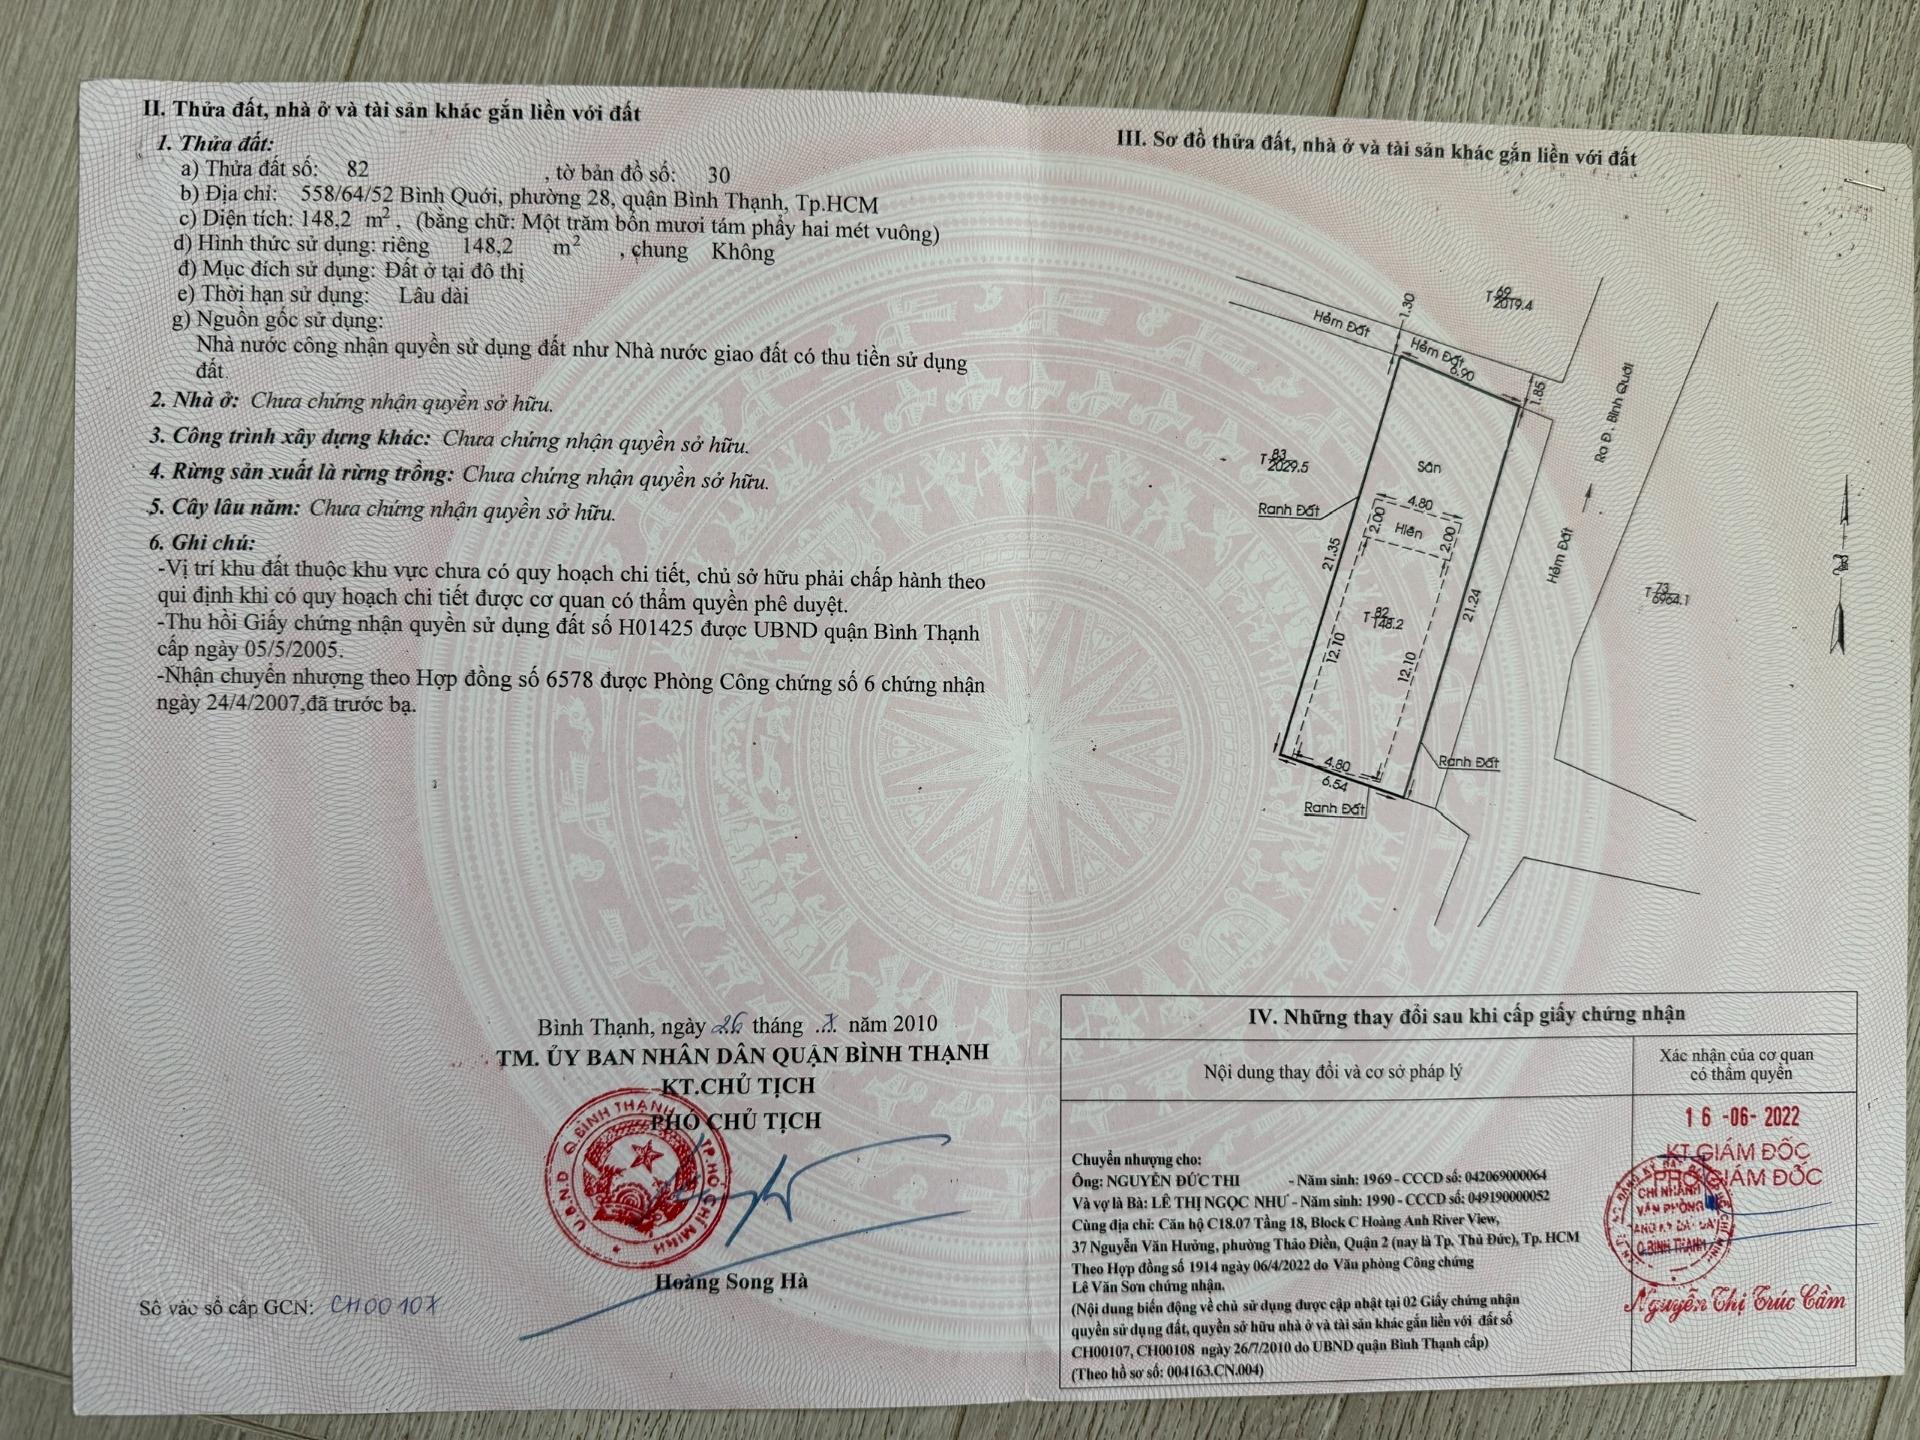 II. Thửa đất, nhà ở và tài sản khác gắn liền với đất
1. Thửa đất:
a) Thửa đất số: 82 , tờ bản đồ số: 30
b) Địa chỉ: 558/64/52 Bình Quới, phường 28, quận Bình Thạnh, Tp.HCM
c) Diện tích: 148,2 m², (bằng chữ: Một trăm bốn mươi tám phẩy hai mét vuông)
d) Hình thức sử dụng: riêng 148,2 m² , chung Không
đ) Mục đích sử dụng: Đất ở tại đô thị
e) Thời hạn sử dụng: Lâu dài
g) Nguồn gốc sử dụng:
Nhà nước công nhận quyền sử dụng đất như Nhà nước giao đất có thu tiền sử dụng
đất.
2. Nhà ở: Chưa chứng nhận quyền sở hữu.
3. Công trình xây dựng khác: Chưa chứng nhận quyền sở hữu.
4. Rừng sản xuất là rừng trồng: Chưa chứng nhận quyền sở hữu.
5. Cây lâu năm: Chưa chứng nhận quyền sở hữu.
6. Ghi chú:
-Vị trí khu đất thuộc khu vực chưa có quy hoạch chi tiết, chủ sở hữu phải chấp hành theo
qui định khi có quy hoạch chi tiết được cơ quan có thẩm quyền phê duyệt.
-Thu hồi Giấy chứng nhận quyền sử dụng đất số H01425 được UBND quận Bình Thạnh
cấp ngày 05/5/2005.
-Nhận chuyển nhượng theo Hợp đồng số 6578 được Phòng Công chứng số 6 chứng nhận
ngày 24/4/2007,đã trước bạ.
Bình Thạnh, ngày 26 tháng .7. năm 2010
TM. ỦY BAN NHÂN DÂN QUẬN BÌNH THẠNH
KT.CHỦ TỊCH
PHÓ CHỦ TỊCH
U.B.N.D Q.BÌNH THẠNH
TP.HỒ CHÍ MINH
Hoàng Song Hà
Số vào sổ cấp GCN: CH00107
III. Sơ đồ thửa đất, nhà ở và tài sản khác gắn liền với đất
T 69
2019.4
1.30
Hẻm Đất
Hẻm Đất
6.90
1.85
Ra Đ. Bình Quới
T 83
2029.5
Sân
Ranh Đất
4.80
2.00
Hiên
2.00
Hẻm Đất
21.35
21.24
T 73
6964.1
T 82
148.2
12.10
12.10
4.80
6.54
Ranh Đất
Ranh Đất
IV. Những thay đổi sau khi cấp giấy chứng nhận
Nội dung thay đổi và cơ sở pháp lý
Xác nhận của cơ quan
có thẩm quyền
Chuyển nhượng cho:
Ông: NGUYỄN ĐỨC THI - Năm sinh: 1969 - CCCD số: 042069000064
Và vợ là Bà: LÊ THỊ NGỌC NHƯ - Năm sinh: 1990 - CCCD số: 049190000052
Cùng địa chỉ: Căn hộ C18.07 Tầng 18, Block C Hoàng Anh River View,
37 Nguyễn Văn Hưởng, phường Thảo Điền, Quận 2 (nay là Tp. Thủ Đức), Tp. HCM
Theo Hợp đồng số 1914 ngày 06/4/2022 do Văn phòng Công chứng
Lê Văn Sơn chứng nhận.
(Nội dung biến động về chủ sử dụng được cập nhật tại 02 Giấy chứng nhận
quyền sử dụng đất, quyền sở hữu nhà ở và tài sản khác gắn liền với đất số
CH00107, CH00108 ngày 26/7/2010 do UBND quận Bình Thạnh cấp)
(Theo hồ sơ số: 004163.CN.004)
16-06-2022
KT.GIÁM ĐỐC
PHÓ GIÁM ĐỐC
CHI NHÁNH
VĂN PHÒNG
ĐĂNG KÝ ĐẤT ĐAI
Q.BÌNH THẠNH
Nguyễn Thị Trúc Cầm